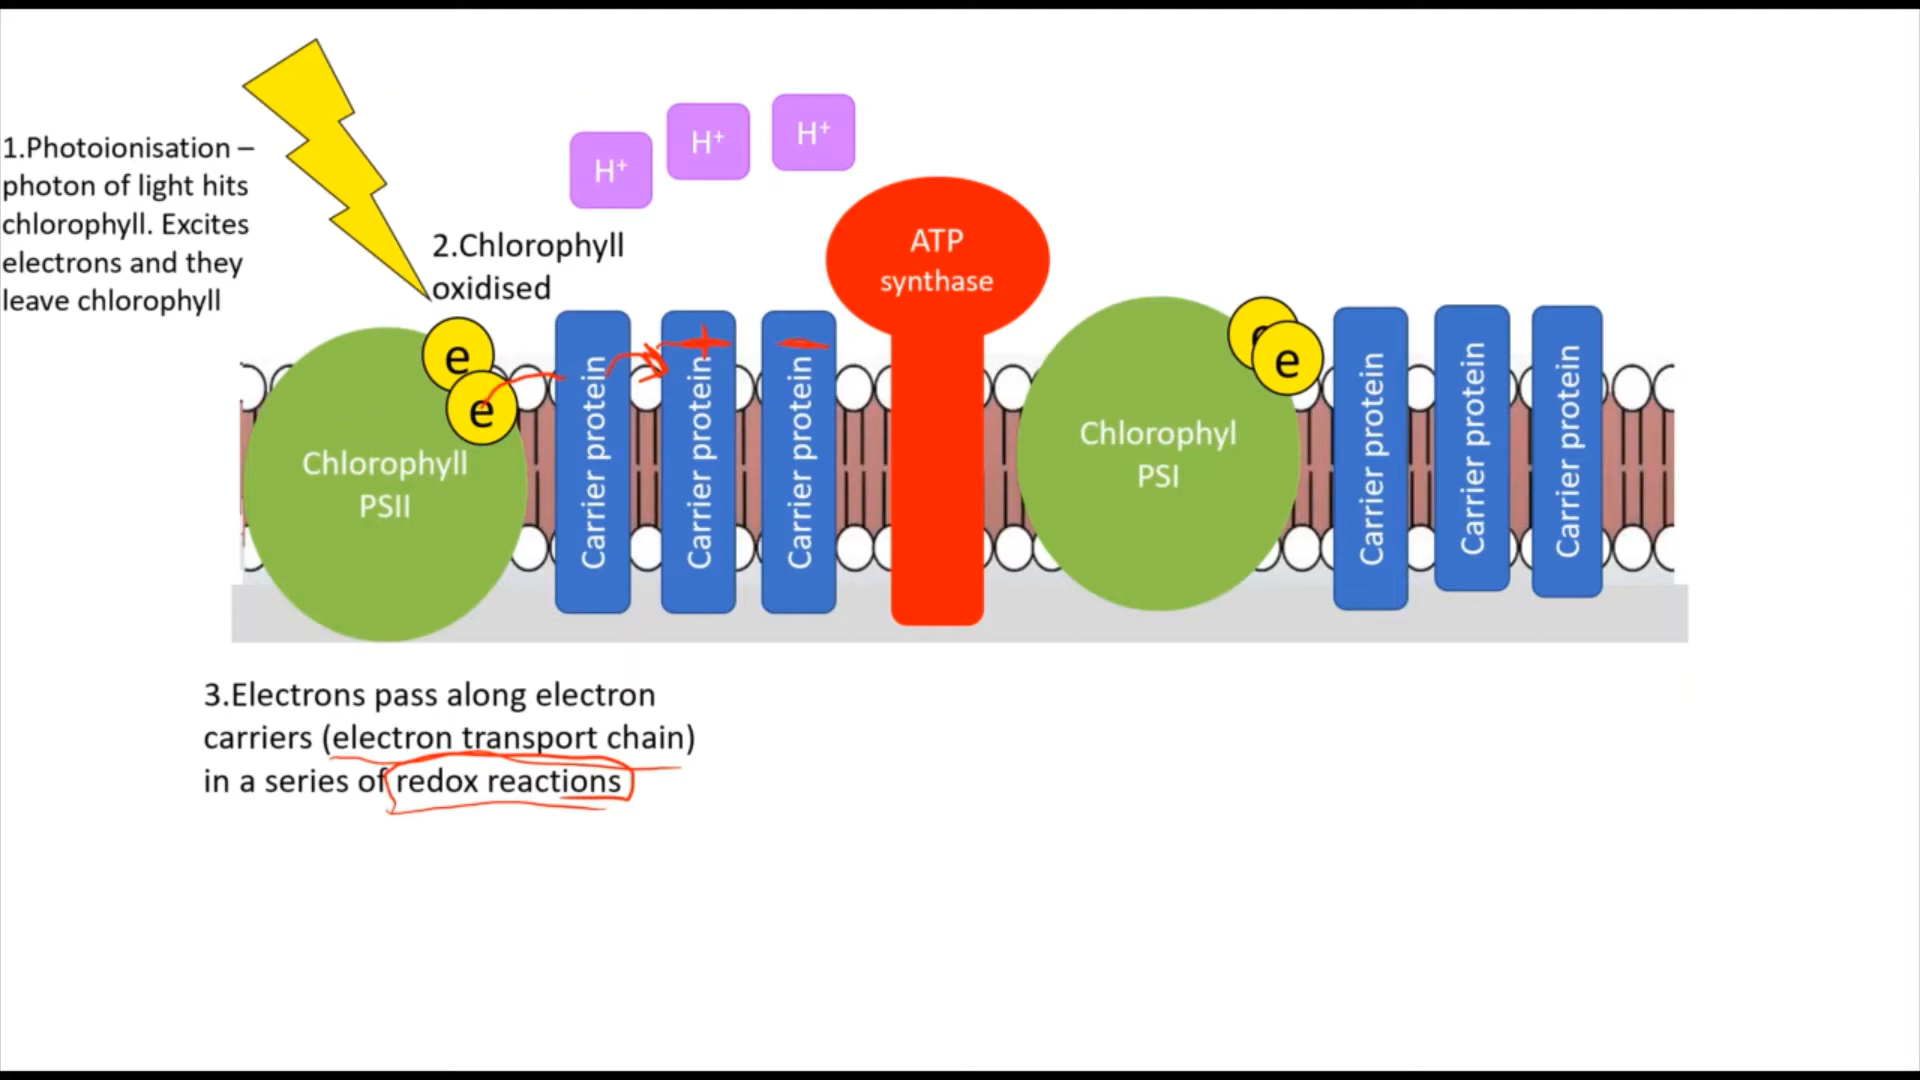 1.Photoionisation –
photon of light hits
chlorophyll. Excites
electrons and they
leave chlorophyll
2.Chlorophyll
oxidised
H⁺
H⁺
H⁺
ATP
synthase
e
e
Chlorophyll
PSII
Carrier protein
Carrier protein
Carrier protein
Chlorophyl
PSI
e
e
Carrier protein
Carrier protein
Carrier protein
3.Electrons pass along electron
carriers (electron transport chain)
in a series of redox reactions